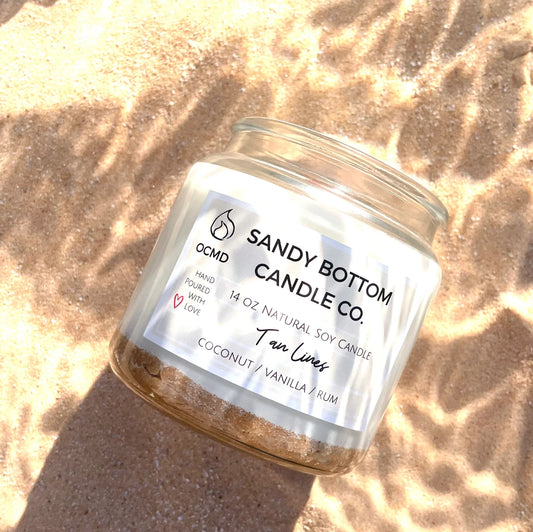 SANDY BOTTOM
CANDLE CO.
OCMD
HAND
POURED
WITH
LOVE
14 OZ NATURAL SOY CANDLE
Tan Lines
COCONUT / VANILLA / RUM